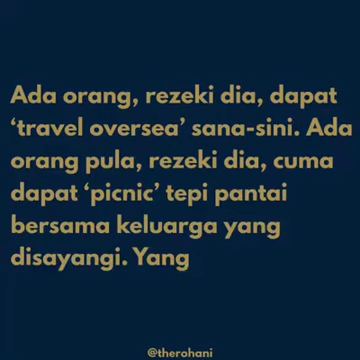 Ada orang, rezeki dia, dapat
‘travel oversea’ sana-sini. Ada
orang pula, rezeki dia, cuma
dapat ‘picnic’ tepi pantai
bersama keluarga yang
disayangi. Yang
@therohani